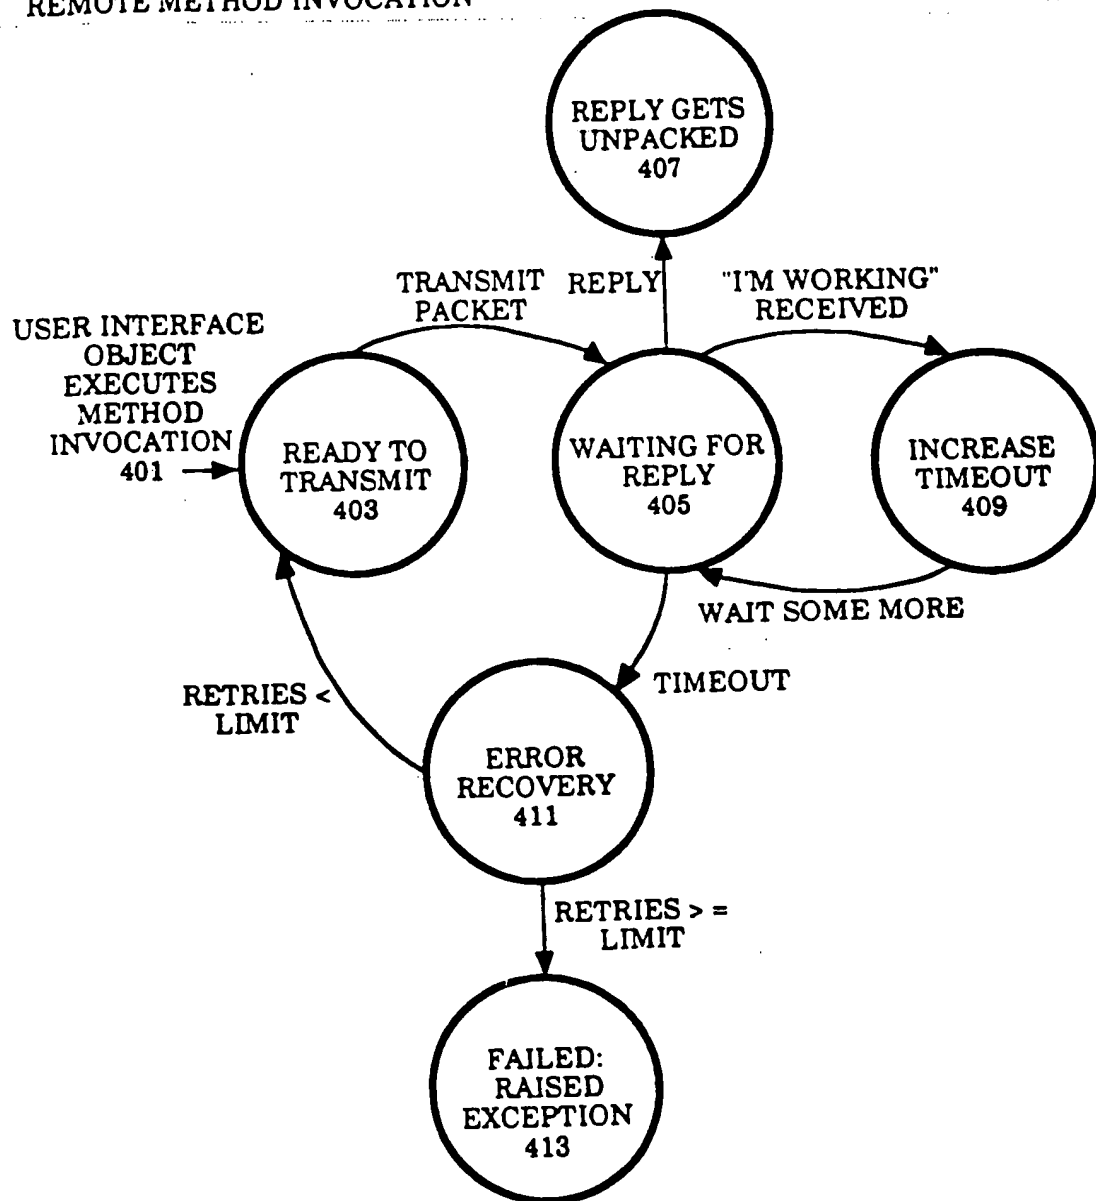 REMOTE METHOD INVOCATION
REPLY GETS
UNPACKED
407
TRANSMIT
PACKET
REPLY
"I'M WORKING"
RECEIVED
USER INTERFACE
OBJECT
EXECUTES
METHOD
INVOCATION
401
READY TO
TRANSMIT
403
WAITING FOR
REPLY
405
INCREASE
TIMEOUT
409
WAIT SOME MORE
TIMEOUT
RETRIES <
LIMIT
ERROR
RECOVERY
411
RETRIES > =
LIMIT
FAILED:
RAISED
EXCEPTION
413